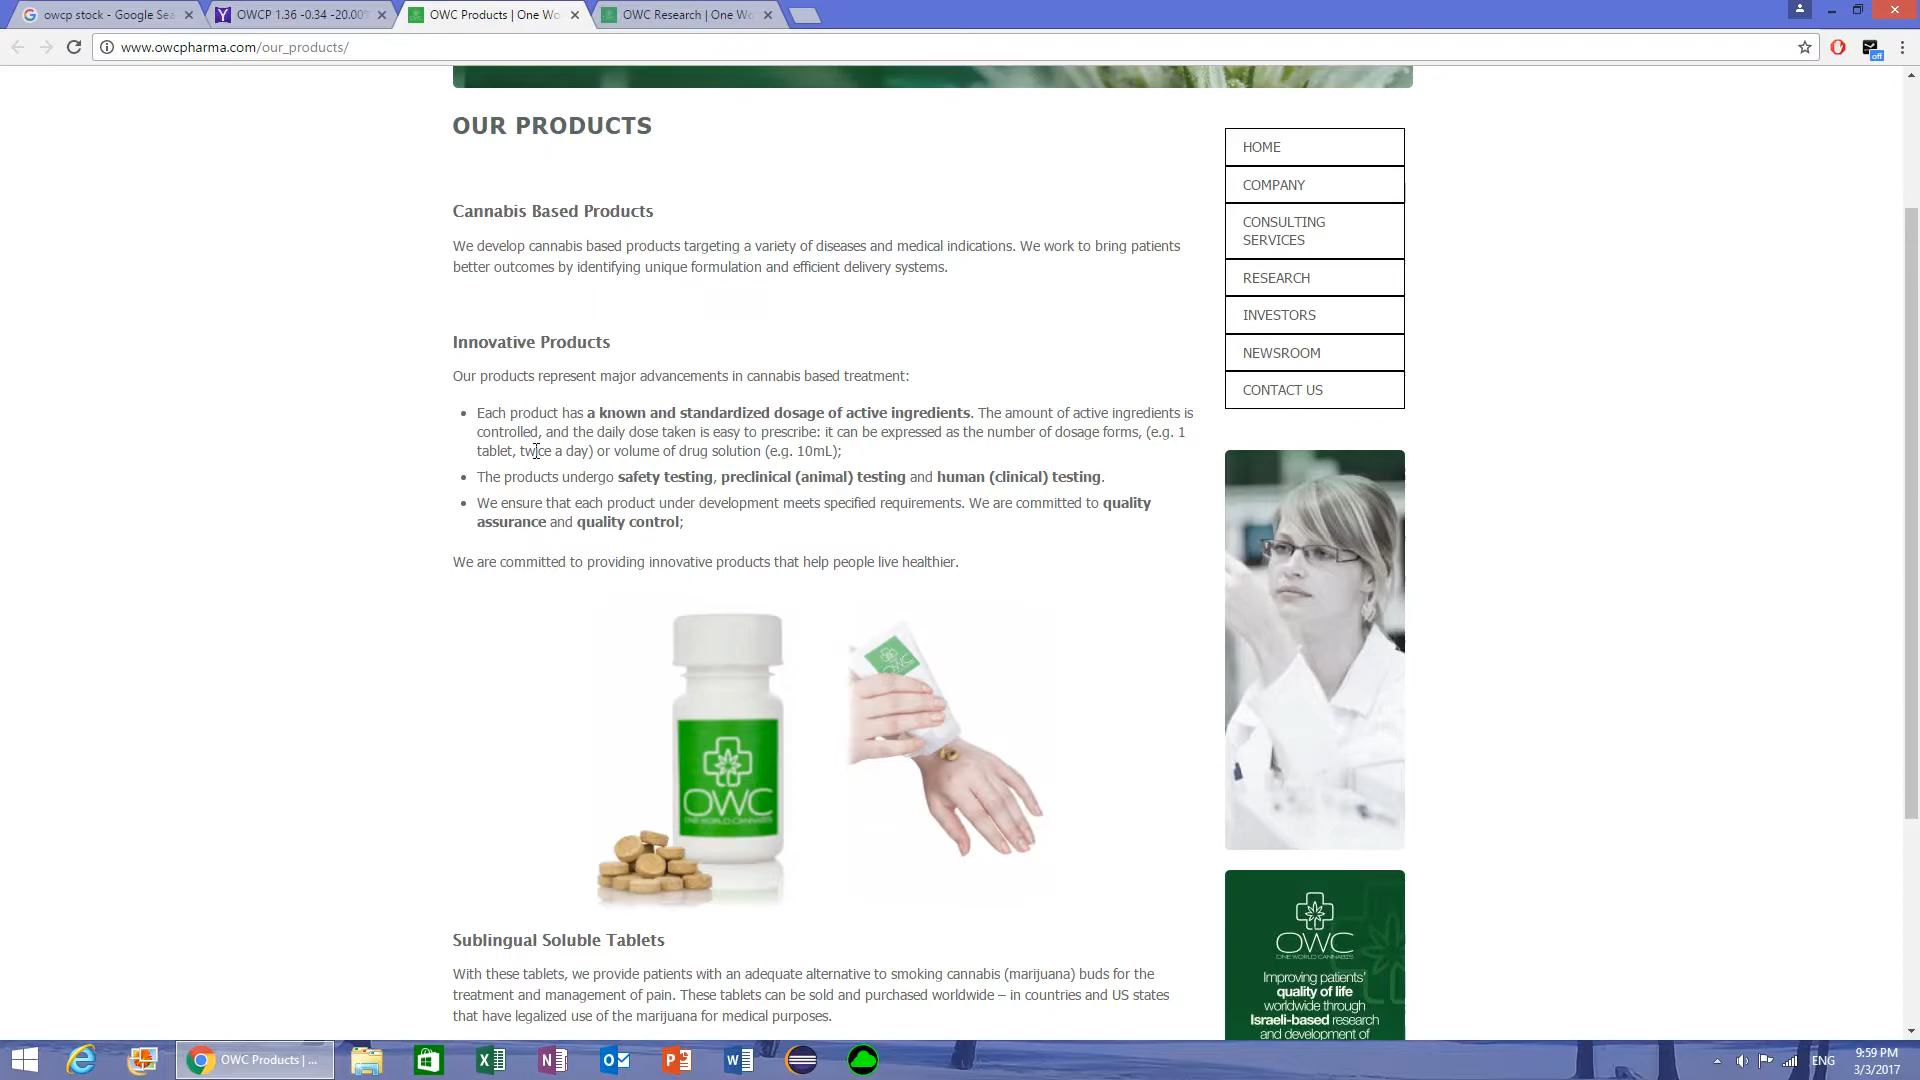 owcp stock - Google Sea
OWCP 1.36 -0.34 -20.00%
OWC Products | One Wo
OWC Research | One Wo
www.owcpharma.com/our_products/
off
OUR PRODUCTS
HOME
COMPANY
CONSULTING
SERVICES
RESEARCH
INVESTORS
NEWSROOM
CONTACT US
Cannabis Based Products
We develop cannabis based products targeting a variety of diseases and medical indications. We work to bring patients
better outcomes by identifying unique formulation and efficient delivery systems.
Innovative Products
Our products represent major advancements in cannabis based treatment:
• Each product has a known and standardized dosage of active ingredients. The amount of active ingredients is
controlled, and the daily dose taken is easy to prescribe: it can be expressed as the number of dosage forms, (e.g. 1
tablet, twice a day) or volume of drug solution (e.g. 10mL);
• The products undergo safety testing, preclinical (animal) testing and human (clinical) testing.
• We ensure that each product under development meets specified requirements. We are committed to quality
assurance and quality control;
We are committed to providing innovative products that help people live healthier.
OWC
ONE WORLD CANNABIS
OWC
Sublingual Soluble Tablets
With these tablets, we provide patients with an adequate alternative to smoking cannabis (marijuana) buds for the
treatment and management of pain. These tablets can be sold and purchased worldwide – in countries and US states
that have legalized use of the marijuana for medical purposes.
OWC
ONE WORLD CANNABIS
Improving patients'
quality of life
worldwide through
Israeli-based research
and development of
OWC Products | ...
ENG
9:59 PM
3/3/2017